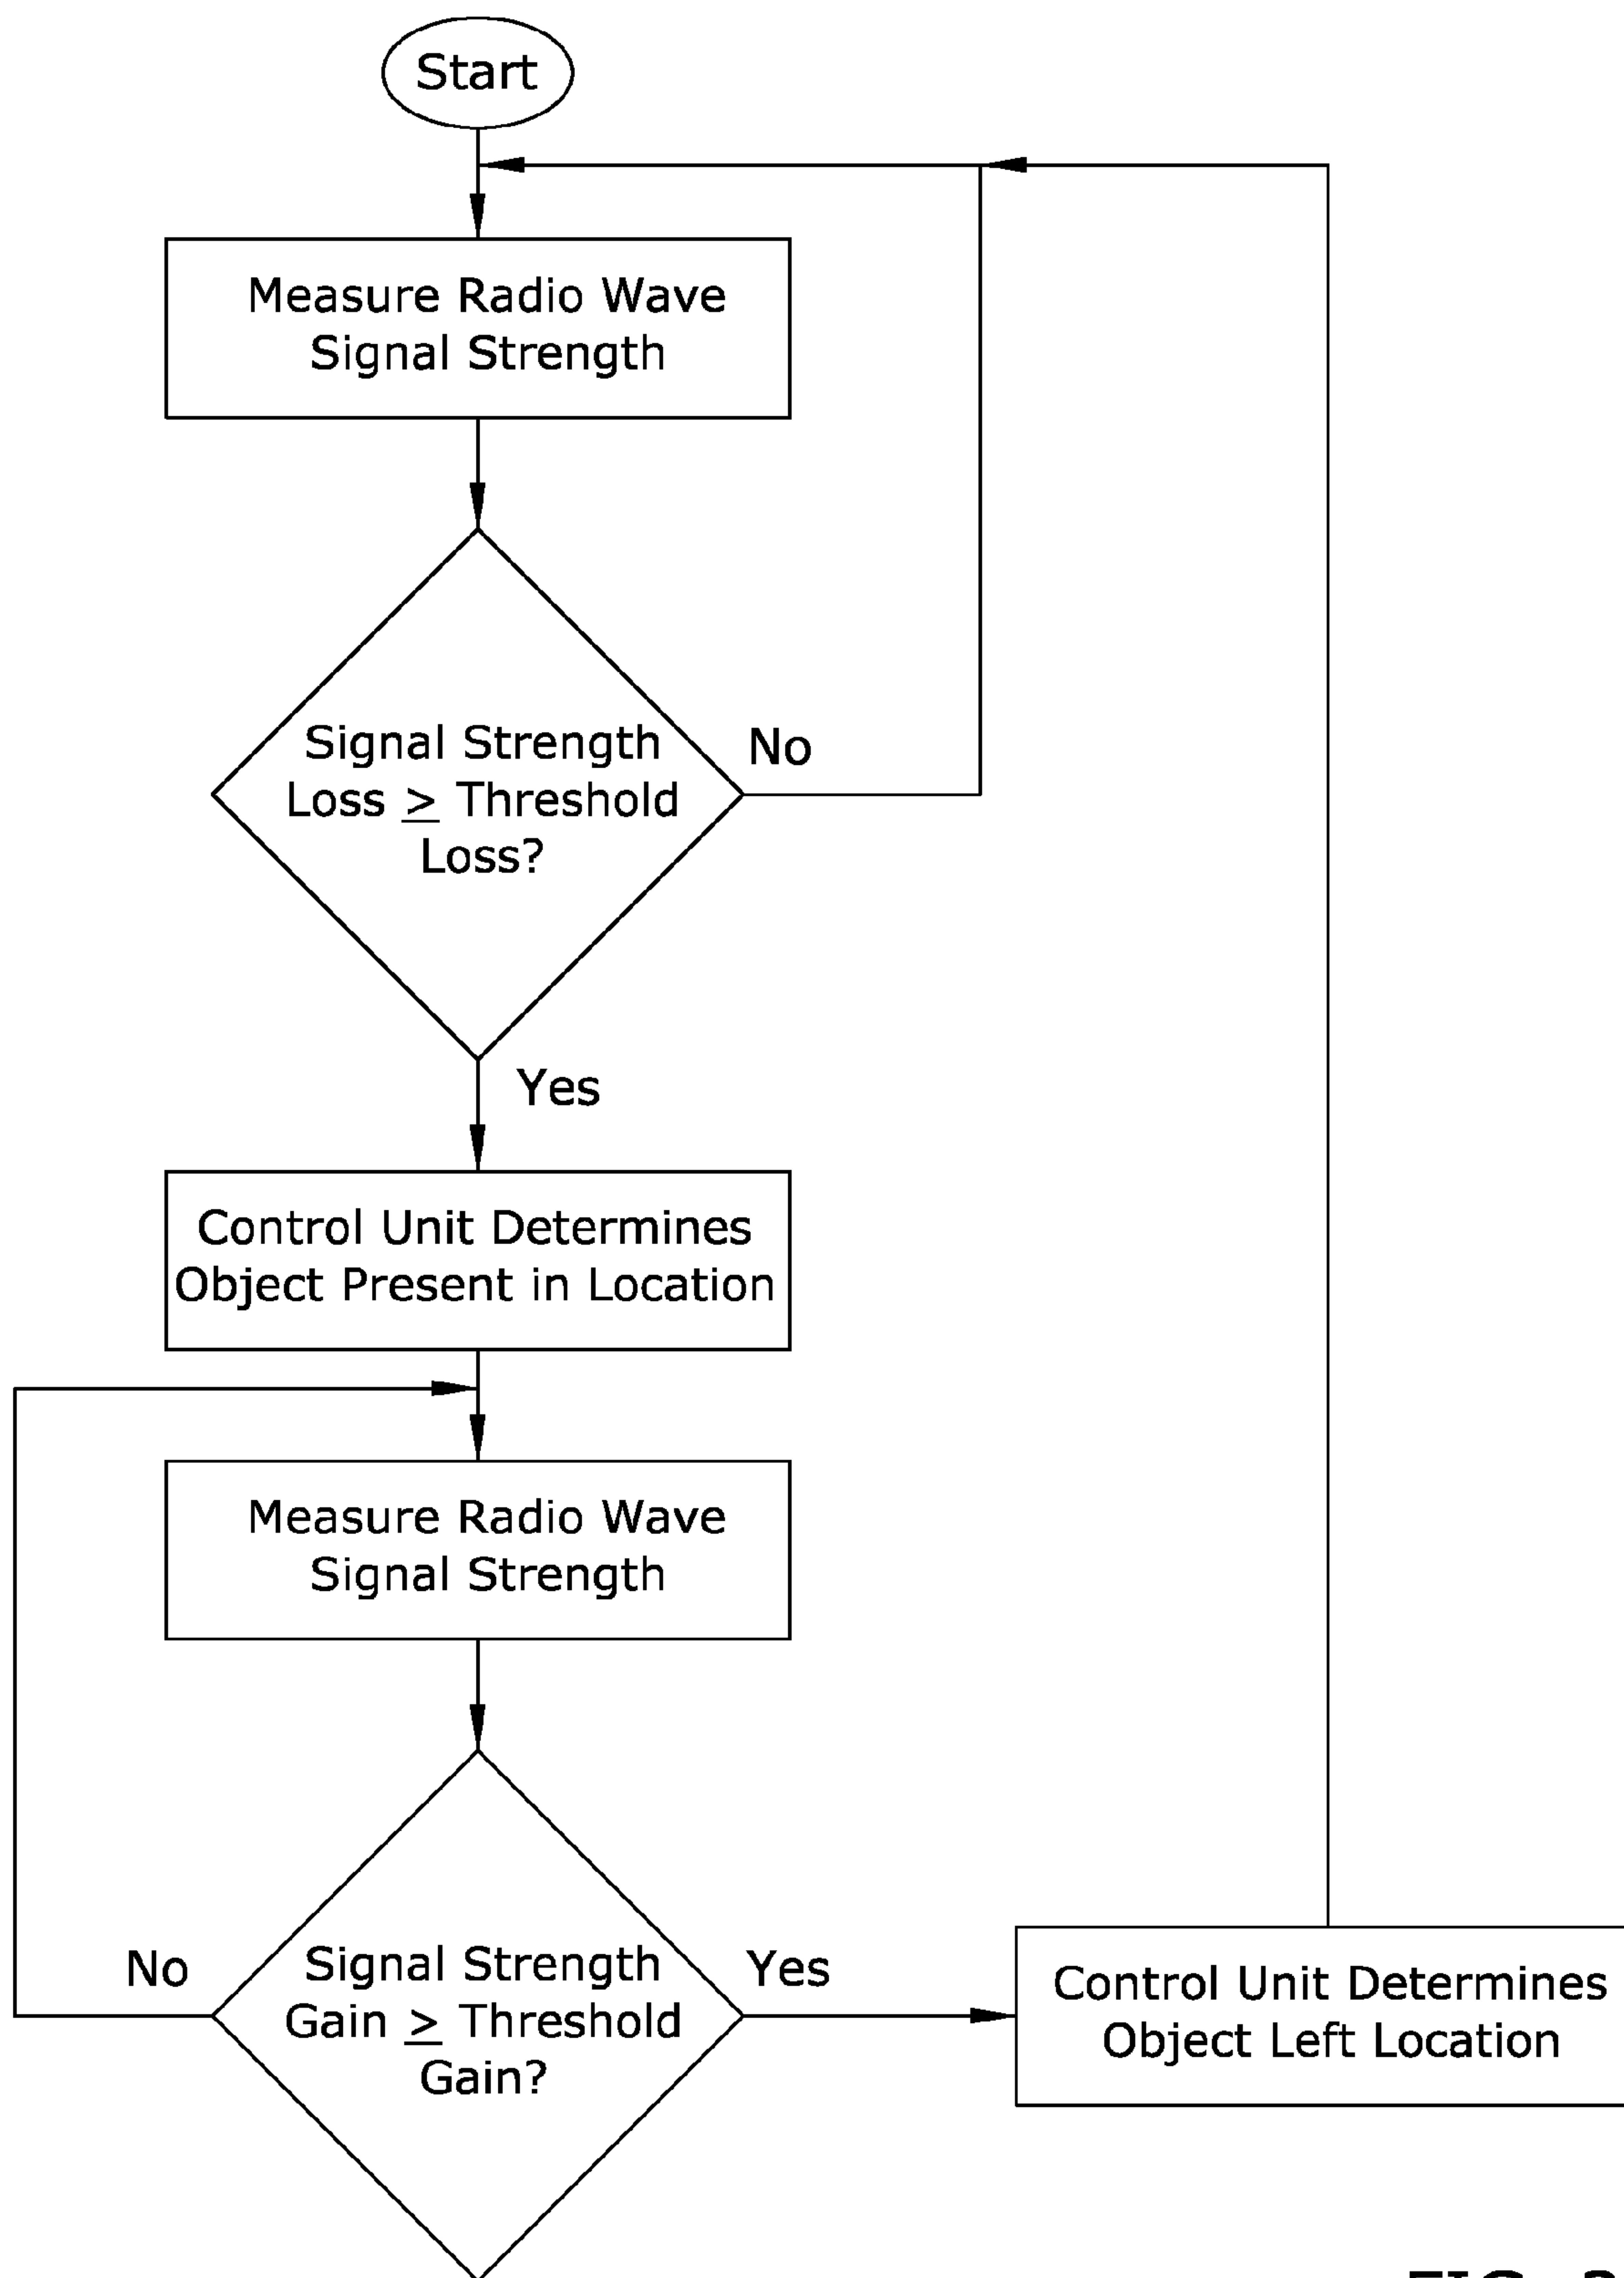 Start
Measure Radio Wave
Signal Strength
Signal Strength
Loss ≥ Threshold
Loss?
No
Yes
Control Unit Determines
Object Present in Location
Measure Radio Wave
Signal Strength
No
Signal Strength
Gain ≥ Threshold
Gain?
Yes
Control Unit Determines
Object Left Location